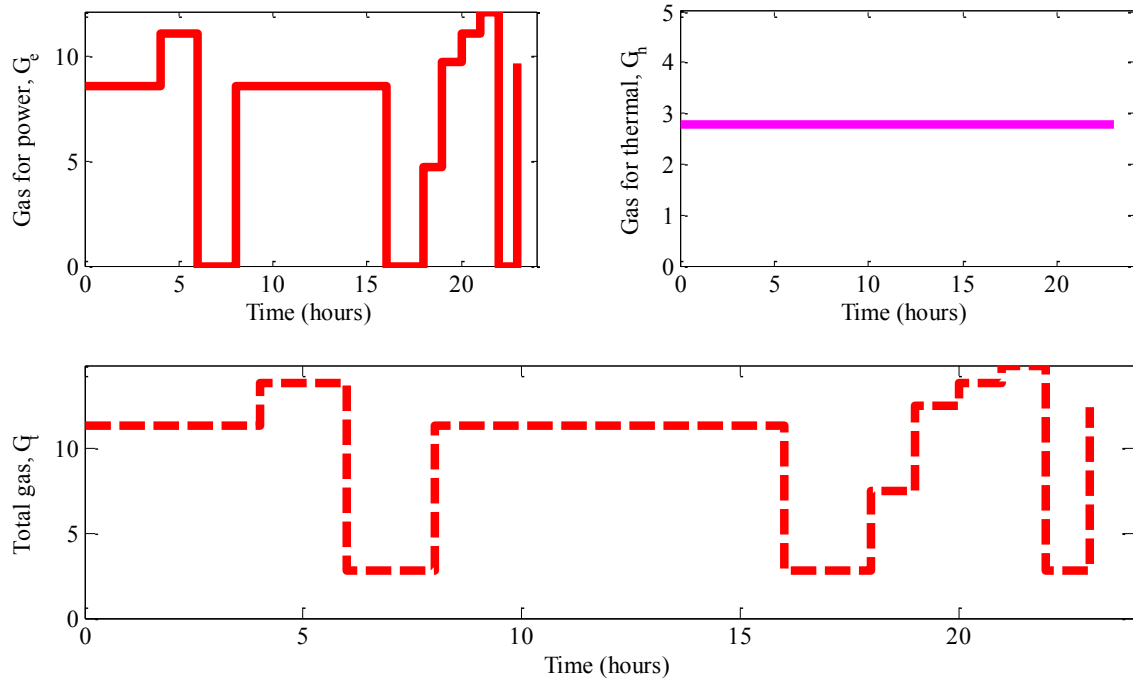 Gas for power, G_e
10
5
0
0 5 10 15 20
Time (hours)
Gas for thermal, G_h
5
4
3
2
1
0
0 5 10 15 20
Time (hours)
Total gas, G_t
10
5
0
0 5 10 15 20
Time (hours)